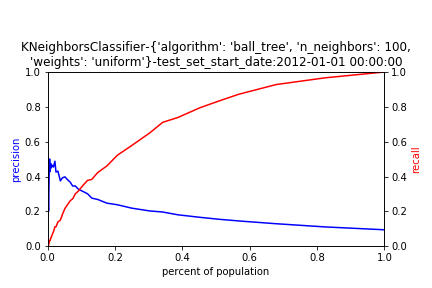 KNeighborsClassifier-{'algorithm': 'ball_tree', 'n_neighbors': 100,
'weights': 'uniform'}-test_set_start_date:2012-01-01 00:00:00
1.0
0.8
0.6
0.4
0.2
0.0
precision
1.0
0.8
0.6
0.4
0.2
0.0
recall
0.0 0.2 0.4 0.6 0.8 1.0
percent of population